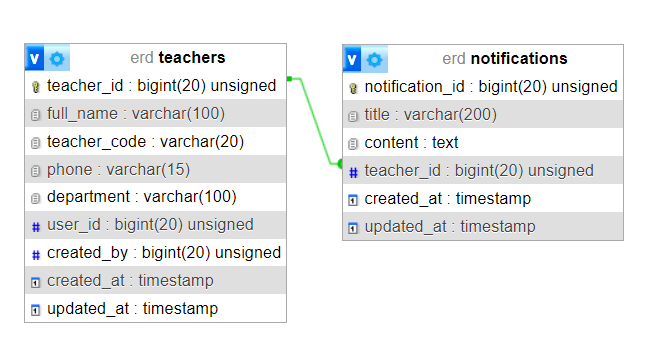 v erd teachers
teacher_id : bigint(20) unsigned
full_name : varchar(100)
teacher_code : varchar(20)
phone : varchar(15)
department : varchar(100)
# user_id : bigint(20) unsigned
# created_by : bigint(20) unsigned
created_at : timestamp
updated_at : timestamp
v erd notifications
notification_id : bigint(20) unsigned
title : varchar(200)
content : text
# teacher_id : bigint(20) unsigned
created_at : timestamp
updated_at : timestamp